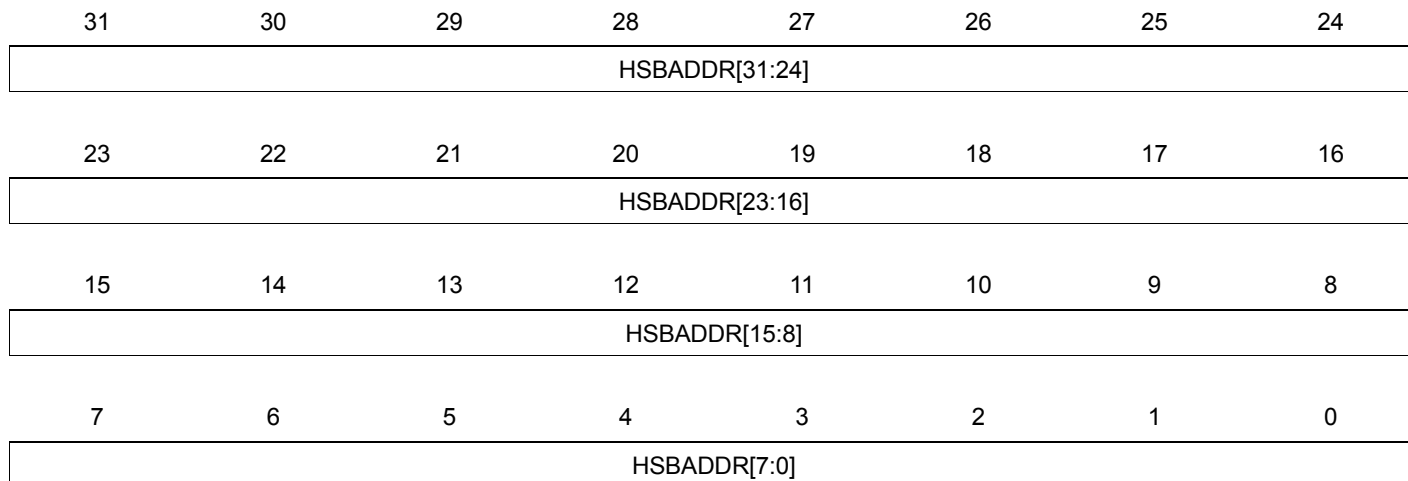 31 30 29 28 27 26 25 24
HSBADDR[31:24]
23 22 21 20 19 18 17 16
HSBADDR[23:16]
15 14 13 12 11 10 9 8
HSBADDR[15:8]
7 6 5 4 3 2 1 0
HSBADDR[7:0]